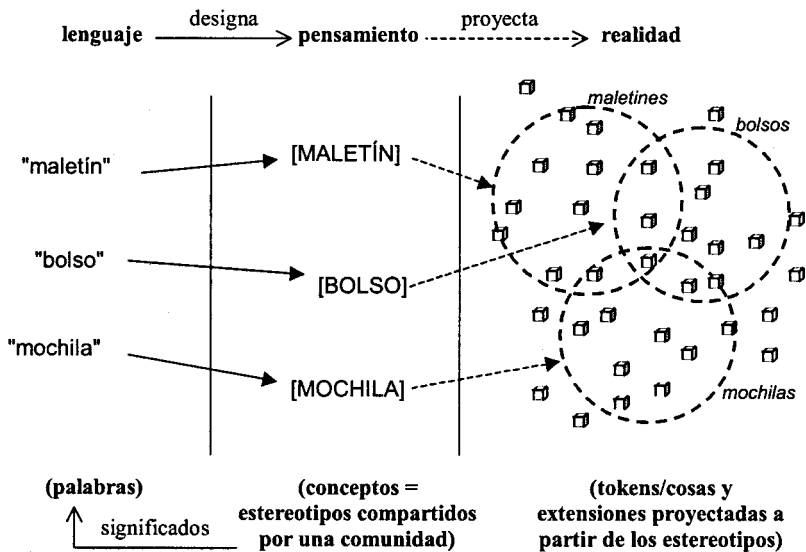 designa
proyecta
lenguaje
pensamiento
realidad
maletines
bolsos
"maletín"
[MALETÍN]
"bolso"
[BOLSO]
"mochila"
[MOCHILA]
mochilas
(palabras)
significados
(conceptos =
estereotipos compartidos
por una comunidad)
(tokens/cosas y
extensiones proyectadas a
partir de los estereotipos)